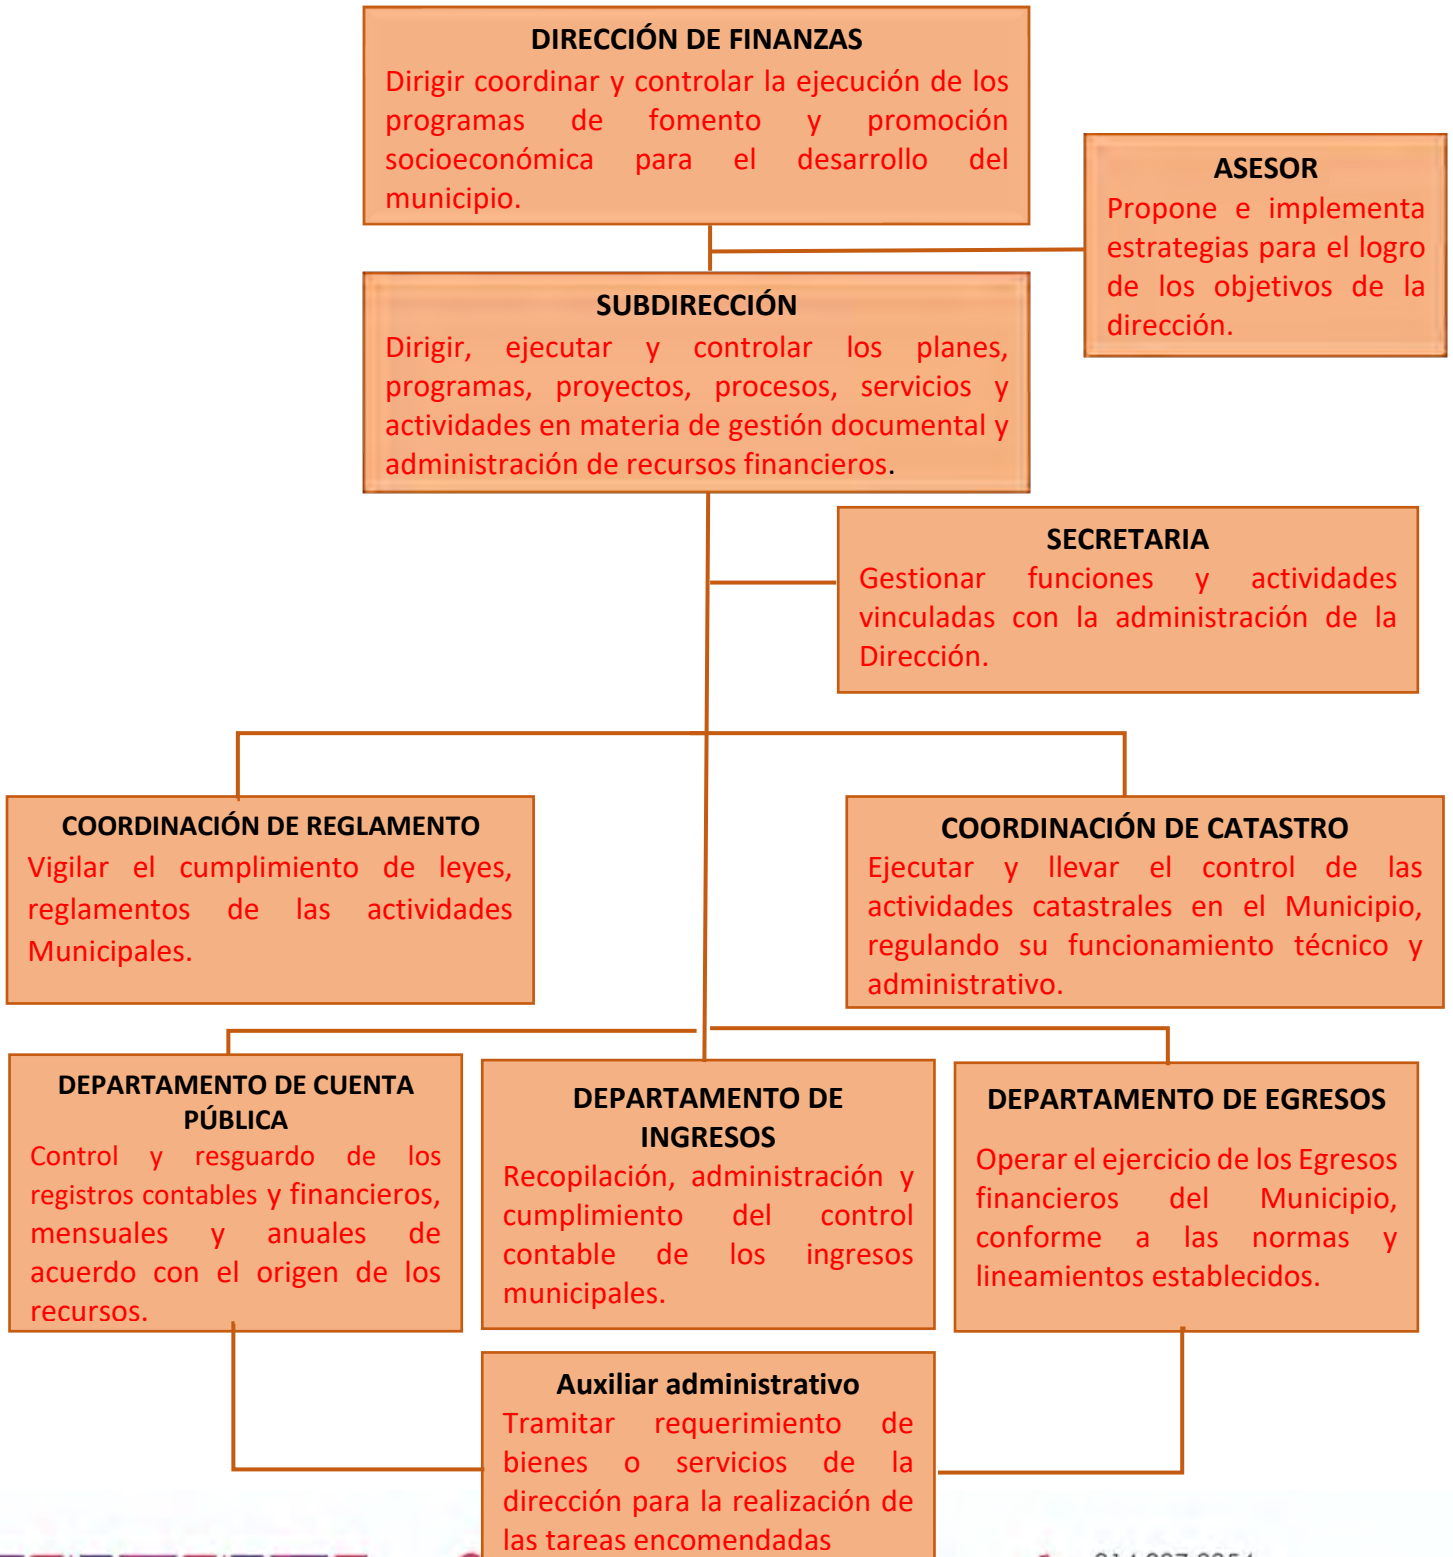 DIRECCIÓN DE FINANZAS
Dirigir coordinar y controlar la ejecución de los
programas de fomento y promoción
socioeconómica para el desarrollo del
municipio.
ASESOR
Propone e implementa
estrategias para el logro
de los objetivos de la
dirección.
SUBDIRECCIÓN
Dirigir, ejecutar y controlar los planes,
programas, proyectos, procesos, servicios y
actividades en materia de gestión documental y
administración de recursos financieros.
SECRETARIA
Gestionar funciones y actividades
vinculadas con la administración de la
Dirección.
COORDINACIÓN DE REGLAMENTO
Vigilar el cumplimiento de leyes,
reglamentos de las actividades
Municipales.
COORDINACIÓN DE CATASTRO
Ejecutar y llevar el control de las
actividades catastrales en el Municipio,
regulando su funcionamiento técnico y
administrativo.
DEPARTAMENTO DE CUENTA
PÚBLICA
Control y resguardo de los
registros contables y financieros,
mensuales y anuales de
acuerdo con el origen de los
recursos.
DEPARTAMENTO DE
INGRESOS
Recopilación, administración y
cumplimiento del control
contable de los ingresos
municipales.
DEPARTAMENTO DE EGRESOS
Operar el ejercicio de los Egresos
financieros del Municipio,
conforme a las normas y
lineamientos establecidos.
Auxiliar administrativo
Tramitar requerimiento de
bienes o servicios de la
dirección para la realización de
las tareas encomendadas